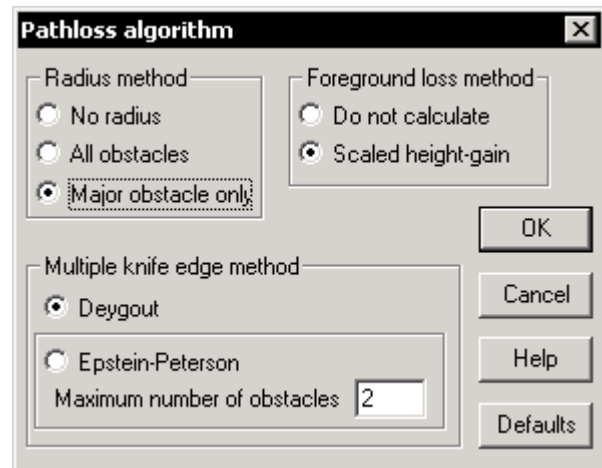 Pathloss algorithm
Radius method
No radius
All obstacles
Major obstacle only
Foreground loss method
Do not calculate
Scaled height-gain
Multiple knife edge method
Deygout
Epstein-Peterson
Maximum number of obstacles 2
OK
Cancel
Help
Defaults